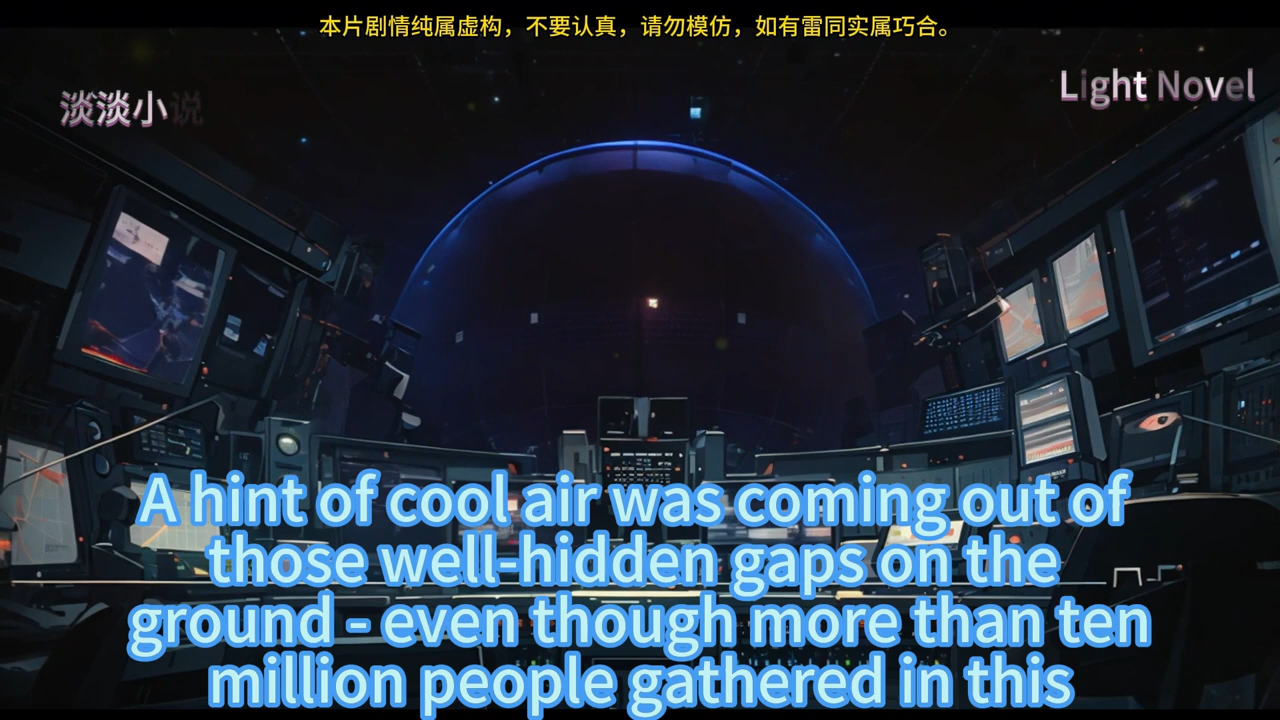 本片剧情纯属虚构，不要认真，请勿模仿，如有雷同实属巧合。
淡淡小说
Light Novel
A hint of cool air was coming out of
those well-hidden gaps on the
ground - even though more than ten
million people gathered in this